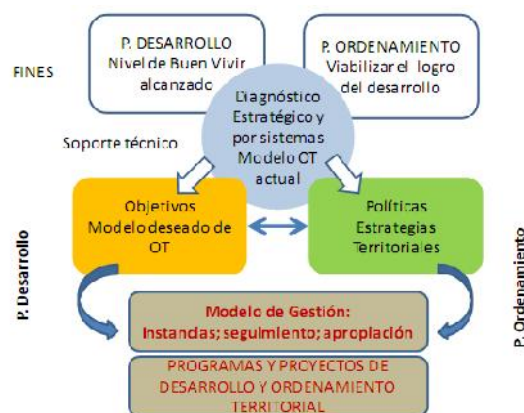 P. DESARROLLO
Nivel de Buen Vivir
alcanzado
P. ORDENAMIENTO
Viabilizar el logro
del desarrollo
FINES
Diagnóstico
Estratégico y
por sistemas
Modelo OT
actual
Soporte técnico
Objetivos
Modelo deseado de
OT
Políticas
Estrategias
Territoriales
P. Desarrollo
P. Ordenamiento
Modelo de Gestión:
Instancias; seguimiento; apropiación
PROGRAMAS Y PROYECTOS DE
DESARROLLO Y ORDENAMIENTO
TERRITORIAL